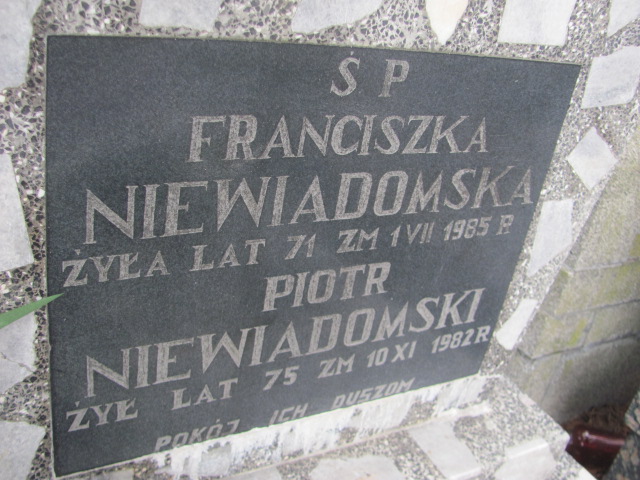 Ś P
FRANCISZKA
NIEWIADOMSKA
ŻYŁA LAT 71 ZM 1 VII 1985 R
PIOTR
NIEWIADOMSKI
ŻYŁ LAT 75 ZM 10 XI 1982 R
POKÓJ ICH DUSZOM